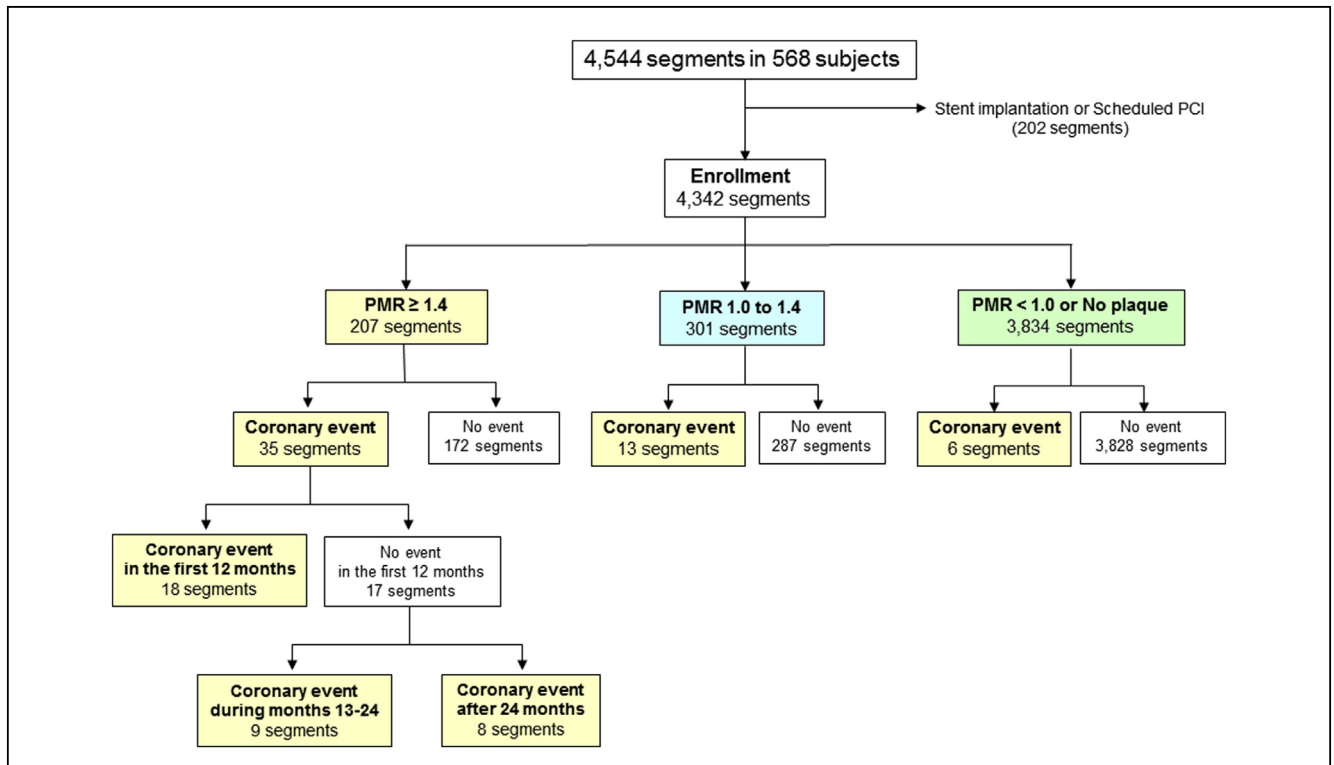 4,544 segments in 568 subjects
Stent implantation or Scheduled PCI
(202 segments)
Enrollment
4,342 segments
PMR ≥ 1.4
207 segments
PMR 1.0 to 1.4
301 segments
PMR < 1.0 or No plaque
3,834 segments
Coronary event
35 segments
No event
172 segments
Coronary event
13 segments
No event
287 segments
Coronary event
6 segments
No event
3,828 segments
Coronary event
in the first 12 months
18 segments
No event
in the first 12 months
17 segments
Coronary event
during months 13-24
9 segments
Coronary event
after 24 months
8 segments